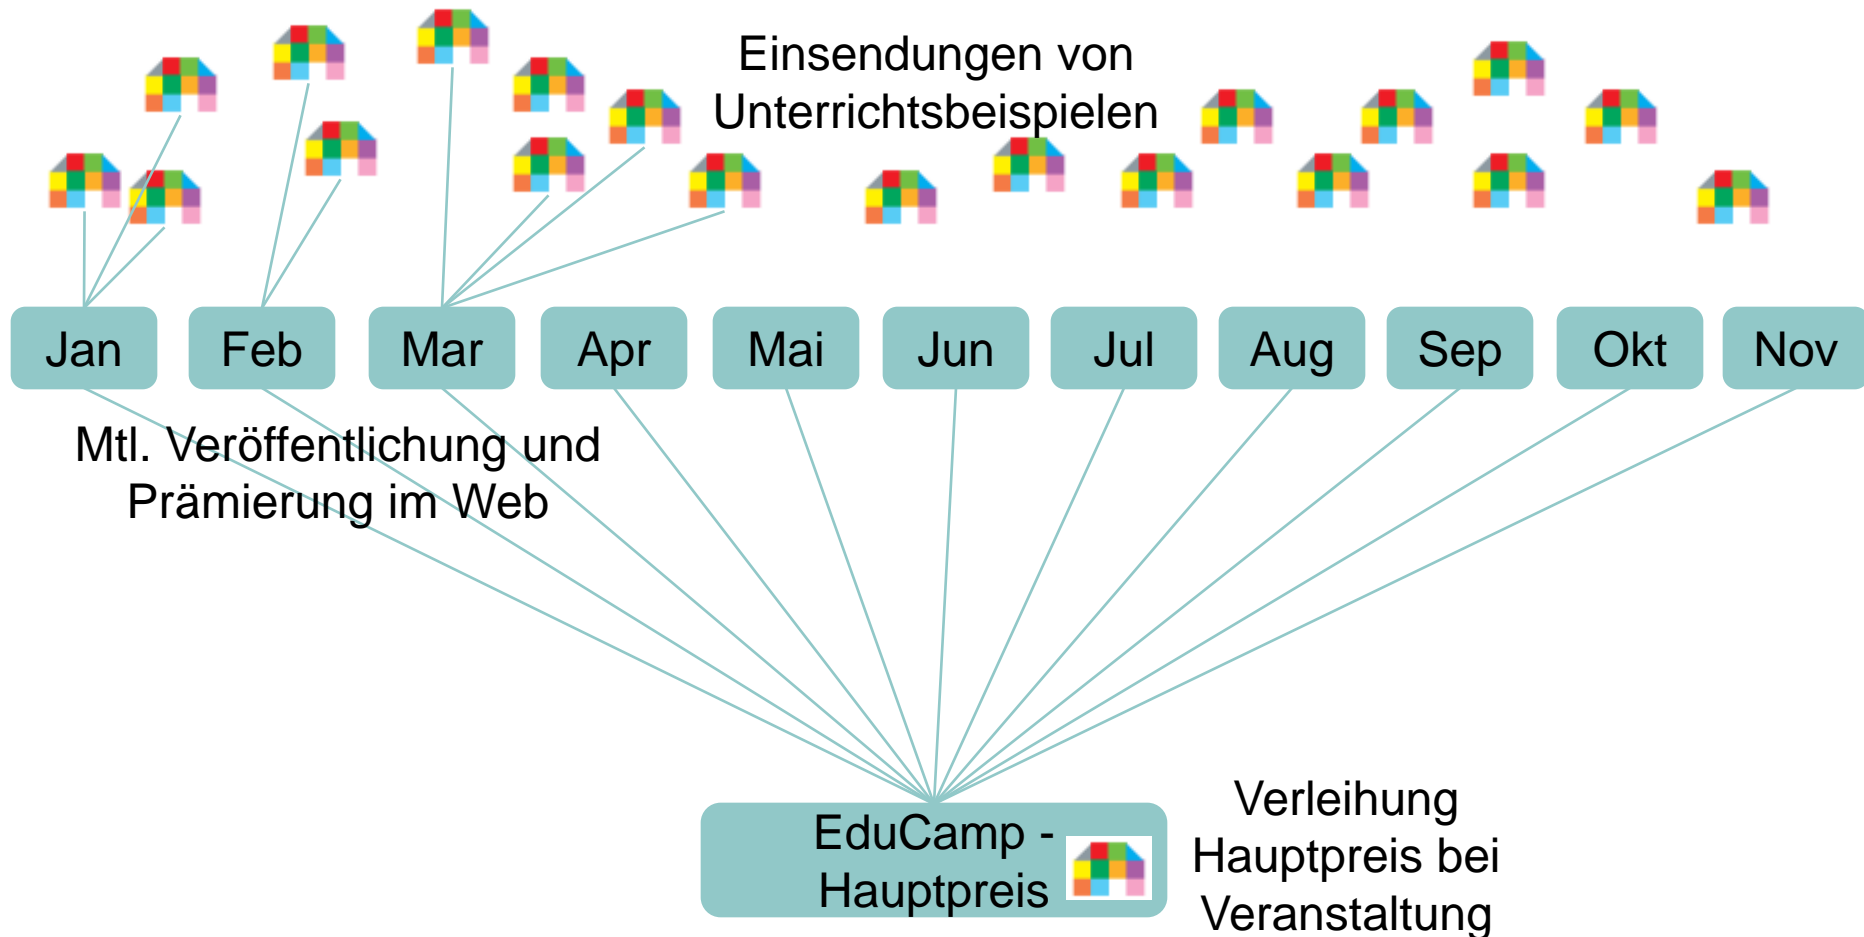 Einsendungen von
Unterrichtsbeispielen
Jan Feb Mar Apr Mai Jun Jul Aug Sep Okt Nov
Mtl. Veröffentlichung und
Prämierung im Web
EduCamp -
Hauptpreis
Verleihung
Hauptpreis bei
Veranstaltung